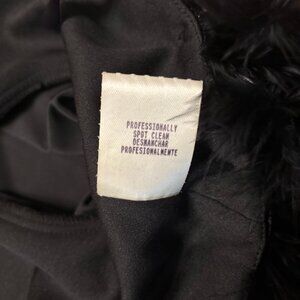 PROFESSIONALLY
SPOT CLEAN
DESMANCHAR
PROFESIONALMENTE